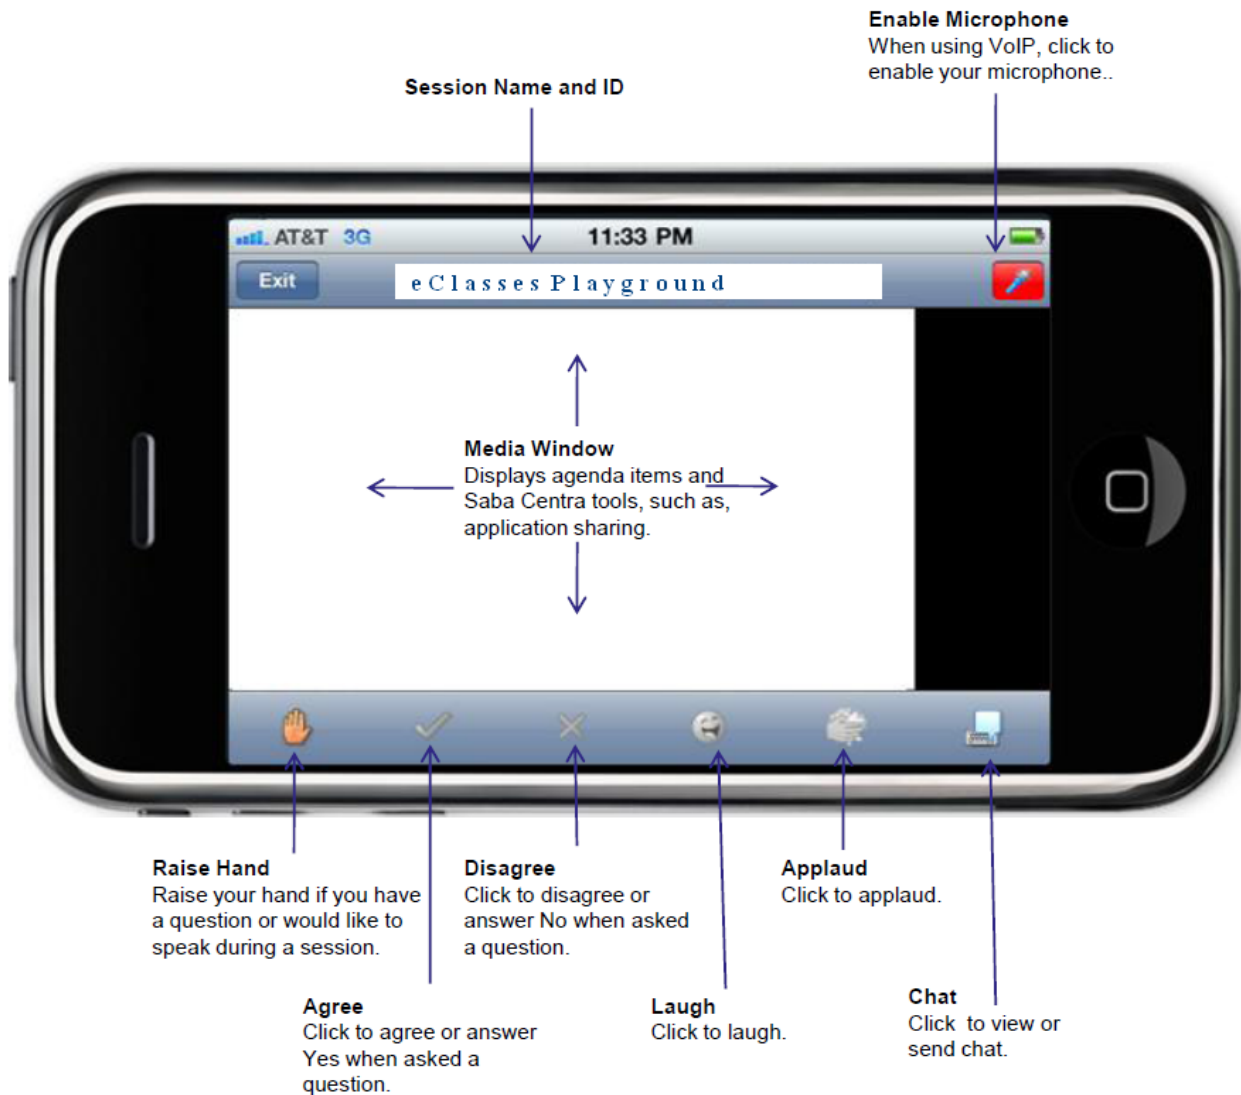 Enable Microphone
When using VoIP, click to
enable your microphone..
Session Name and ID
AT&T 3G
11:33 PM
Exit
eClasses Playground
Media Window
Displays agenda items and
Saba Centra tools, such as,
application sharing.
Raise Hand
Raise your hand if you have
a question or would like to
speak during a session.
Disagree
Click to disagree or
answer No when asked
a question.
Applaud
Click to applaud.
Agree
Click to agree or answer
Yes when asked a
question.
Laugh
Click to laugh.
Chat
Click to view or
send chat.